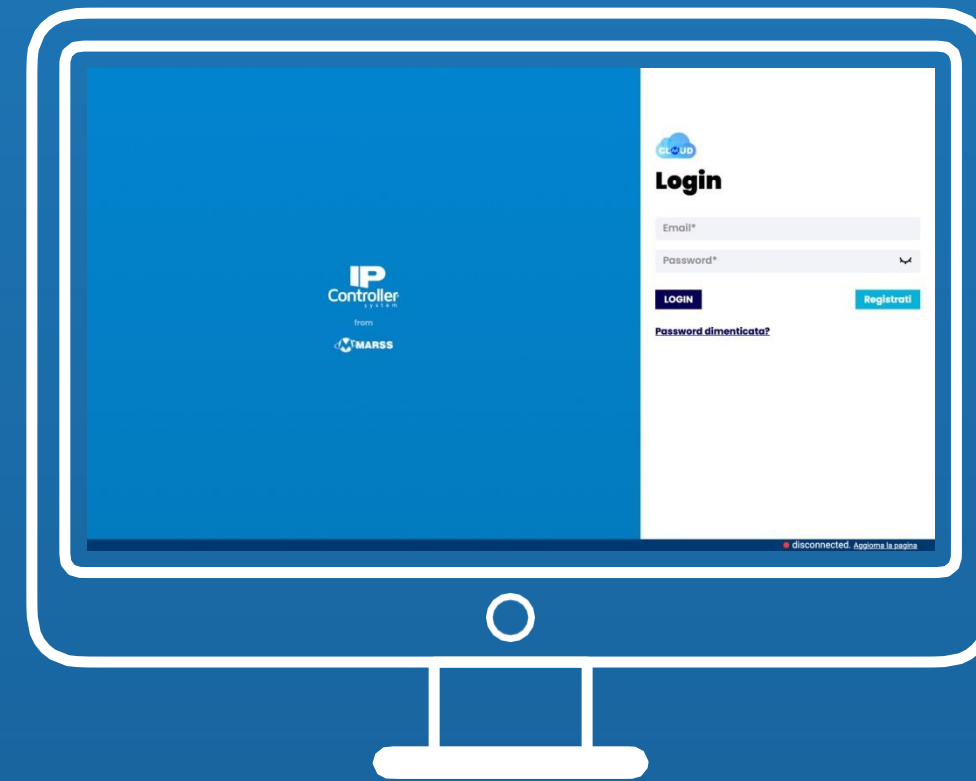 IP
Controller
system
from
MARSS
CLOUD
Login
Email*
Password*
LOGIN
Registrati
Password dimenticata?
disconnected. Aggiorna la pagina